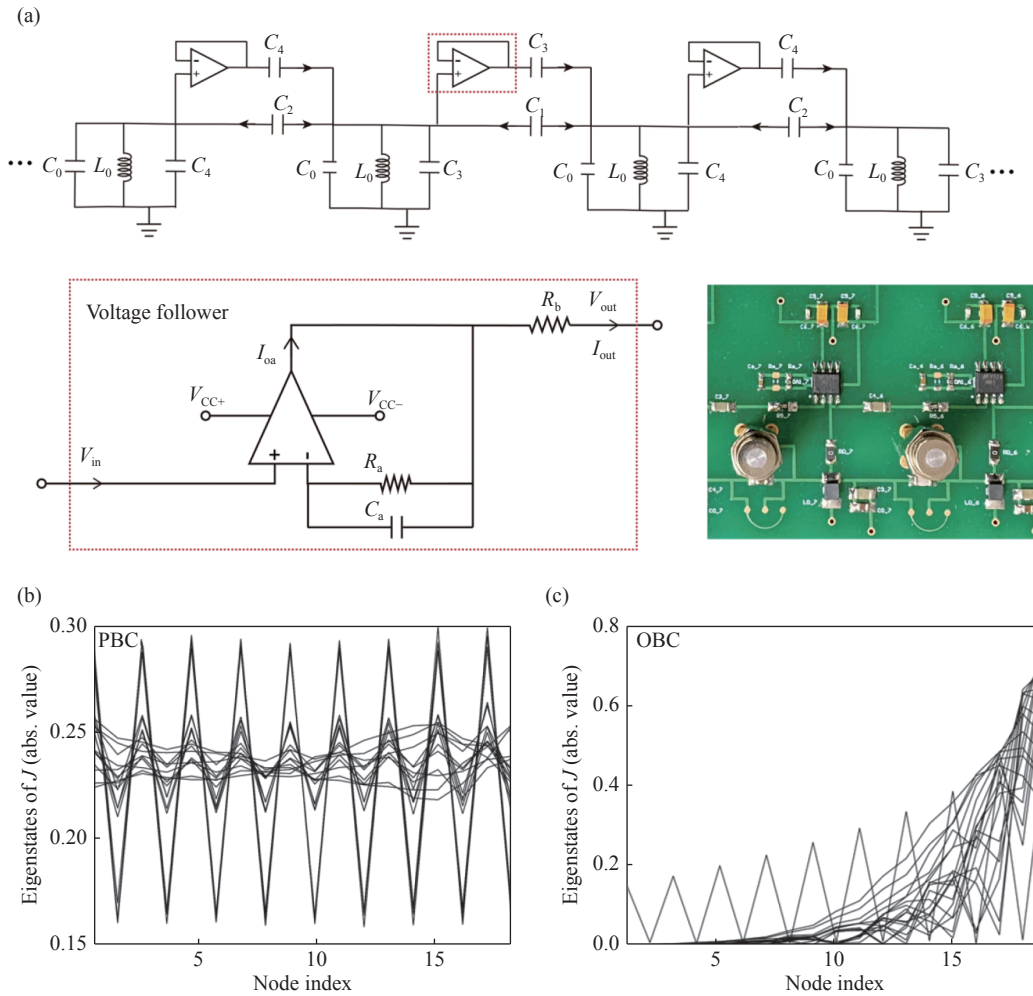 (a)
C4 C3 C4
C2 C1 C2
••• C0 L0 C4 C0 L0 C3 C0 L0 C4 C0 L0 C3 •••
Voltage follower
Rb Vout
Iout
Ioa
VCC+ VCC−
Vin
+ -
Ra
Ca
(b)
PBC
Eigenstates of J (abs. value)
0.30
0.25
0.20
0.15
5 10 15
Node index
(c)
OBC
Eigenstates of J (abs. value)
0.8
0.6
0.4
0.2
0.0
5 10 15
Node index